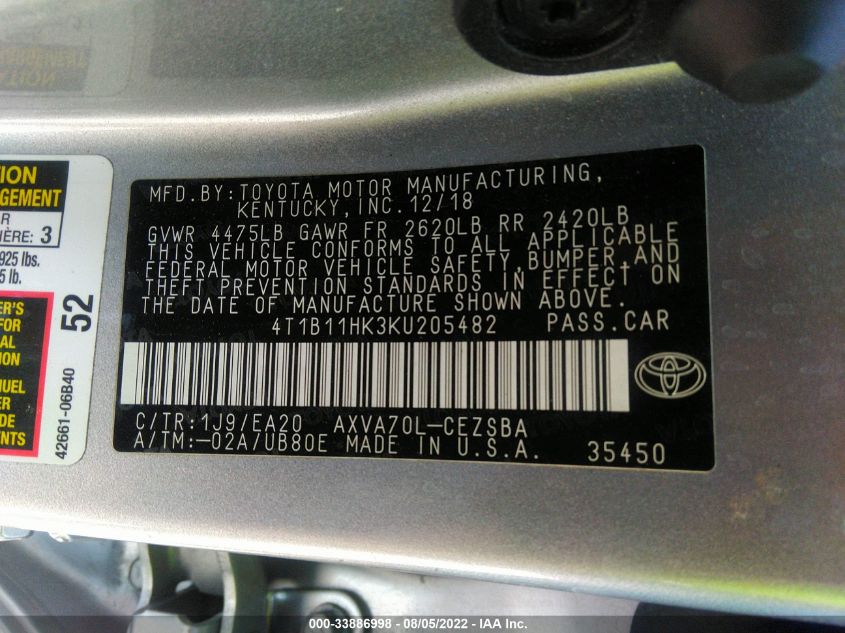 TION
GEMENT
R
IÈRE: 3
925 lbs.
5 lb.
ER'S
FOR
AL
ION
NUEL
ER
DE
NTS
52
42661-06B40
MFD.BY:TOYOTA MOTOR MANUFACTURING,
KENTUCKY,INC.12/18
GVWR 4475LB GAWR FR 2620LB RR 2420LB
THIS VEHICLE CONFORMS TO ALL APPLICABLE
FEDERAL MOTOR VEHICLE SAFETY,BUMPER,AND
THEFT PREVENTION STANDARDS IN EFFECT ON
THE DATE OF MANUFACTURE SHOWN ABOVE.
4T1B11HK3KU205482 PASS.CAR
C/TR:1J9/EA20 AXVA70L-CEZSBA
A/TM:-02A/UB80E MADE IN U.S.A. 35450
000-33886998 - 08/05/2022 - IAA Inc.